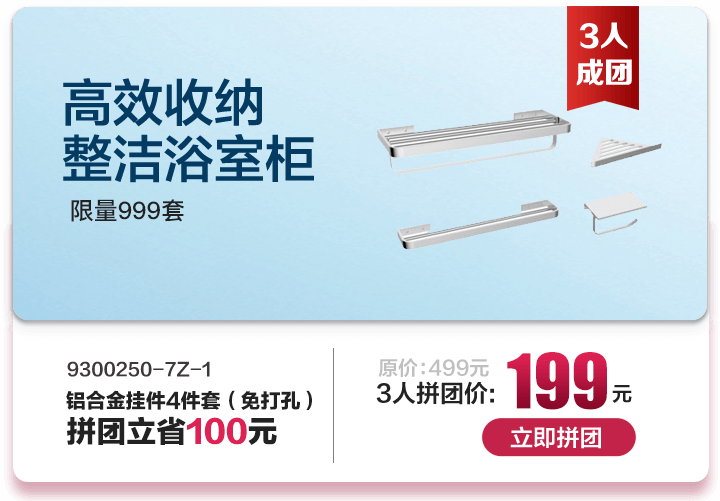 3人
成团
高效收纳
整洁浴室柜
限量999套
9300250-7Z-1
铝合金挂件4件套（免打孔）
拼团立省100元
原价:499元
3人拼团价:199元
立即拼团